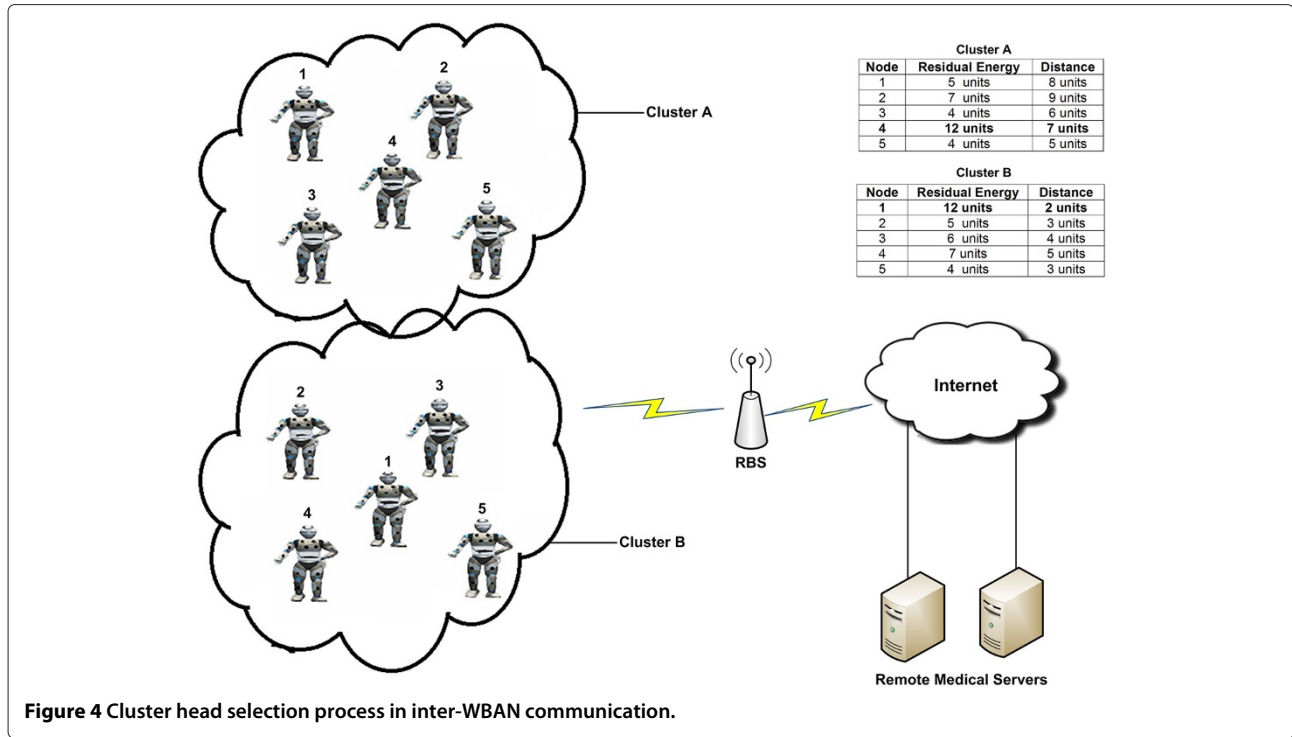 1
2
Cluster A
4
3
5
Cluster A
Node Residual Energy Distance
1 5 units 8 units
2 7 units 9 units
3 4 units 6 units
4 12 units 7 units
5 4 units 5 units
Cluster B
Node Residual Energy Distance
1 12 units 2 units
2 5 units 3 units
3 6 units 4 units
4 7 units 5 units
5 4 units 3 units
2
3
1
4
5
Cluster B
RBS
Internet
Remote Medical Servers
Figure 4 Cluster head selection process in inter-WBAN communication.